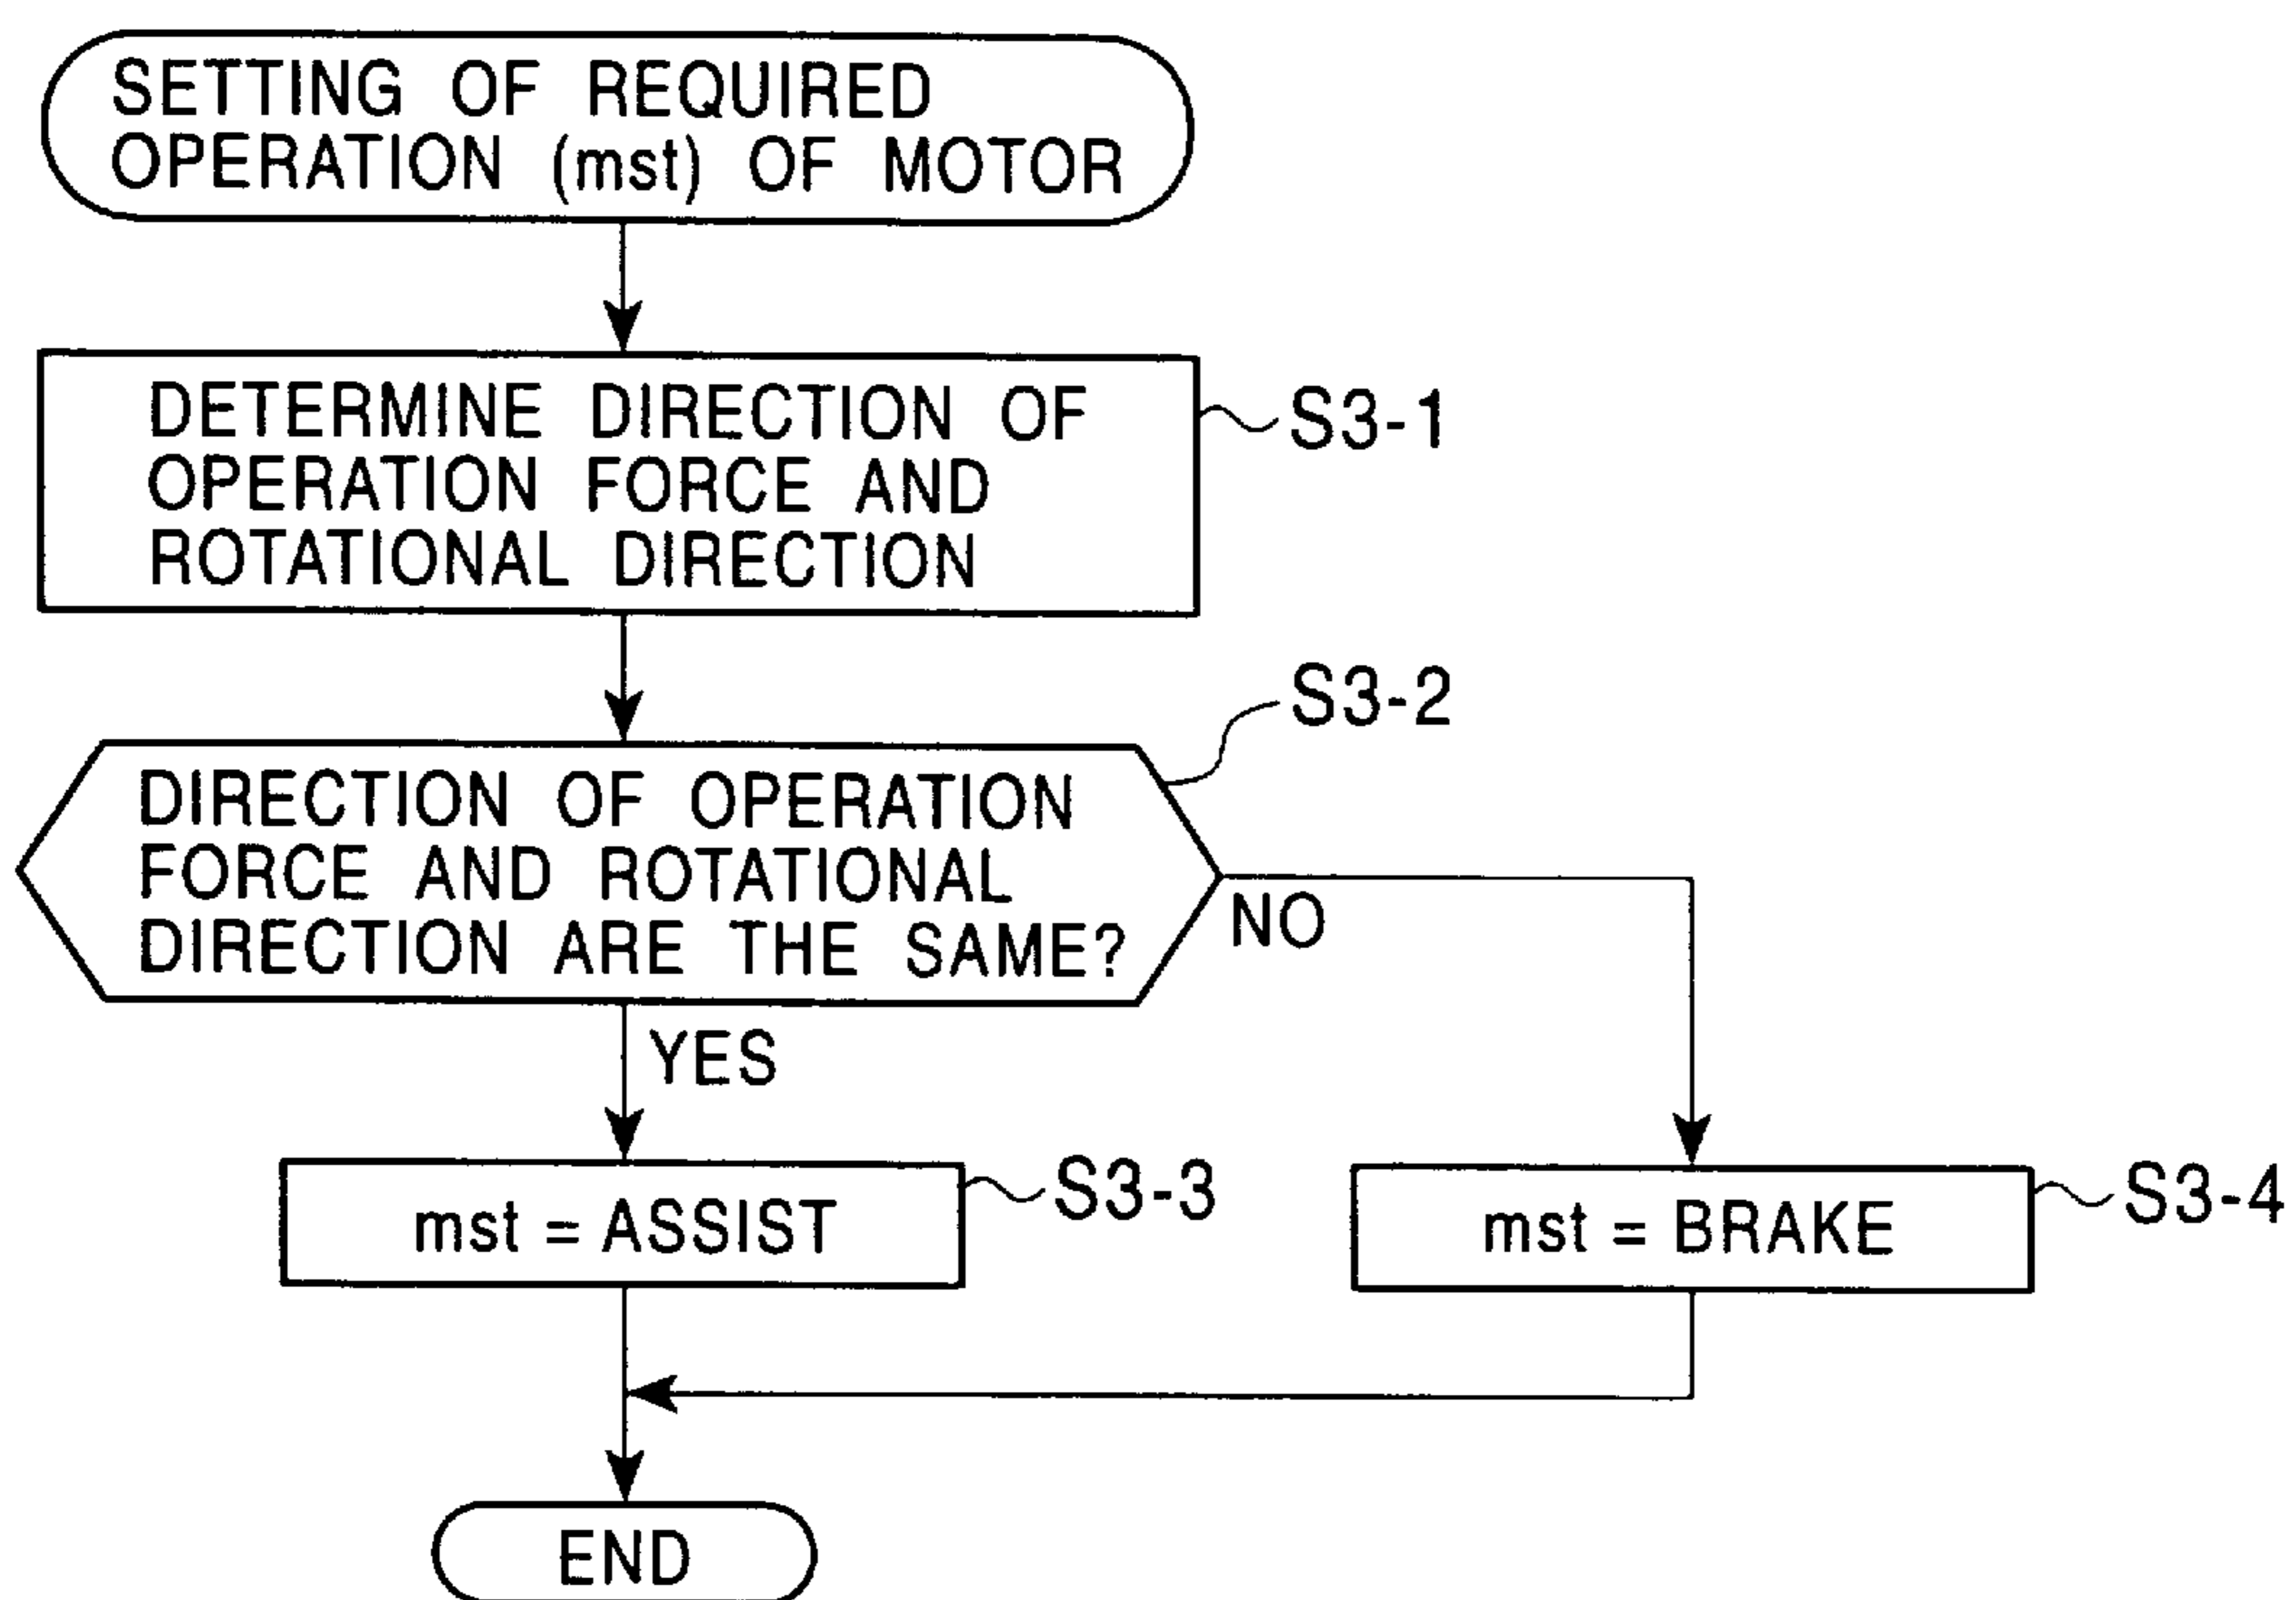 SETTING OF REQUIRED
OPERATION (mst) OF MOTOR
DETERMINE DIRECTION OF
OPERATION FORCE AND
ROTATIONAL DIRECTION
S3-1
S3-2
DIRECTION OF OPERATION
FORCE AND ROTATIONAL
DIRECTION ARE THE SAME?
NO
YES
mst = ASSIST
S3-3
mst = BRAKE
S3-4
END